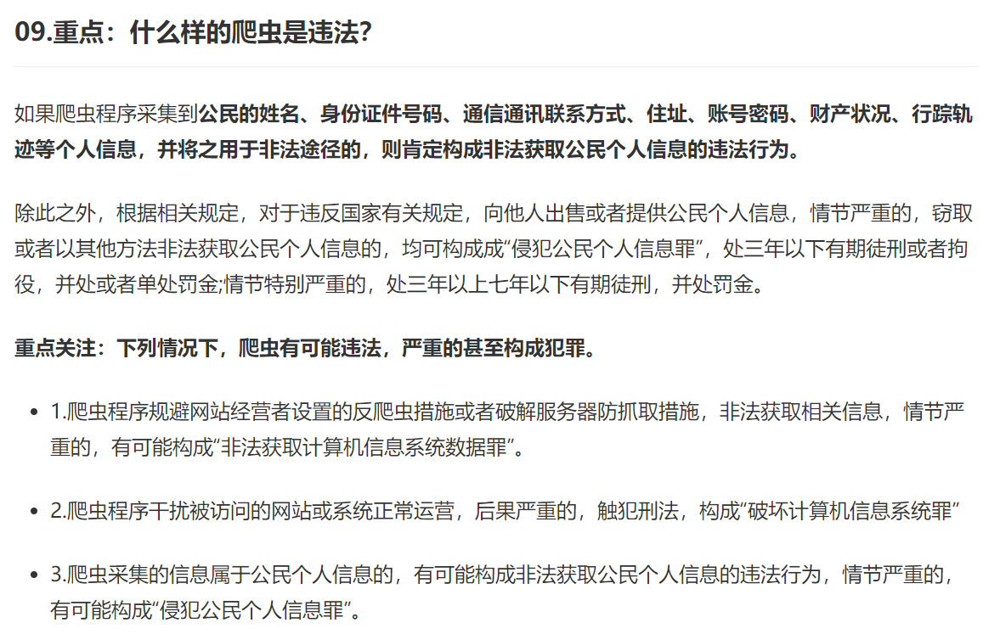 09.重点：什么样的爬虫是违法?
如果爬虫程序采集到公民的姓名、身份证件号码、通信通讯联系方式、住址、账号密码、财产状况、行踪轨
迹等个人信息，并将之用于非法途径的，则肯定构成非法获取公民个人信息的违法行为。
除此之外，根据相关规定，对于违反国家有关规定，向他人出售或者提供公民个人信息，情节严重的，窃取
或者以其他方法非法获取公民个人信息的，均可构成成“侵犯公民个人信息罪”，处三年以下有期徒刑或者拘
役，并处或者单处罚金;情节特别严重的，处三年以上七年以下有期徒刑，并处罚金。
重点关注：下列情况下，爬虫有可能违法，严重的甚至构成犯罪。
• 1.爬虫程序规避网站经营者设置的反爬虫措施或者破解服务器防抓取措施，非法获取相关信息，情节严
重的，有可能构成“非法获取计算机信息系统数据罪”。
• 2.爬虫程序干扰被访问的网站或系统正常运营，后果严重的，触犯刑法，构成“破坏计算机信息系统罪”
• 3.爬虫采集的信息属于公民个人信息的，有可能构成非法获取公民个人信息的违法行为，情节严重的，
有可能构成“侵犯公民个人信息罪”。